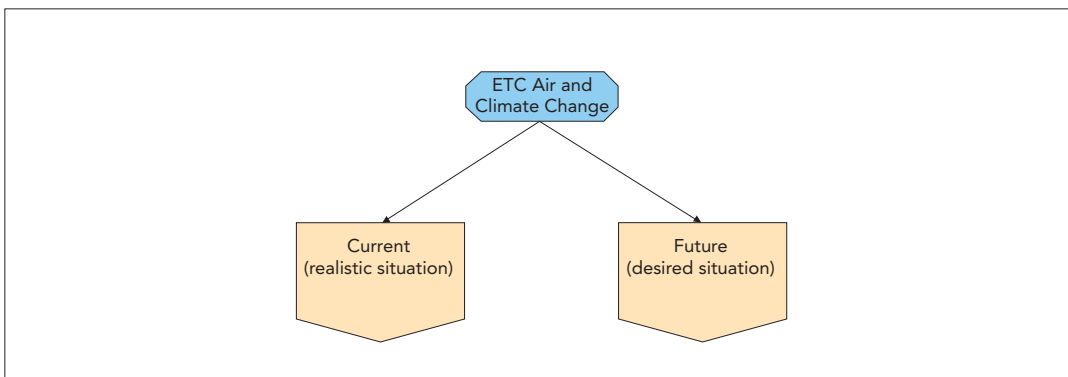 ETC Air and
Climate Change
Current
(realistic situation)
Future
(desired situation)